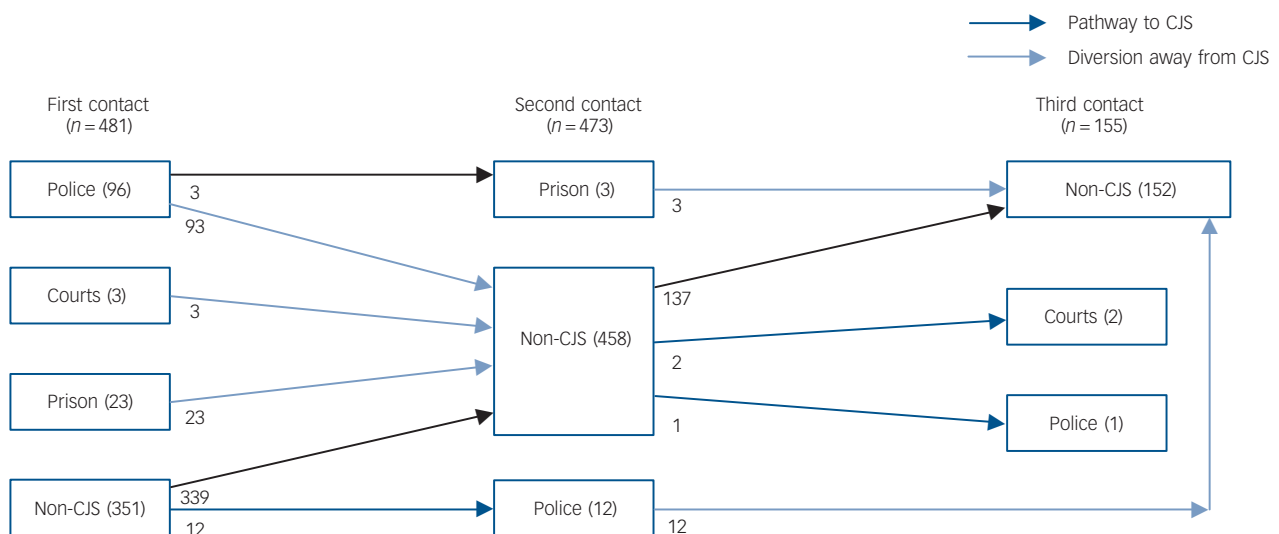 Pathway to CJS
Diversion away from CJS
First contact
(n = 481)
Second contact
(n = 473)
Third contact
(n = 155)
Police (96)
3
93
Prison (3)
3
Non-CJS (152)
Courts (3)
3
Non-CJS (458)
137
Courts (2)
2
Prison (23)
23
1
Police (1)
Non-CJS (351)
339
12
Police (12)
12